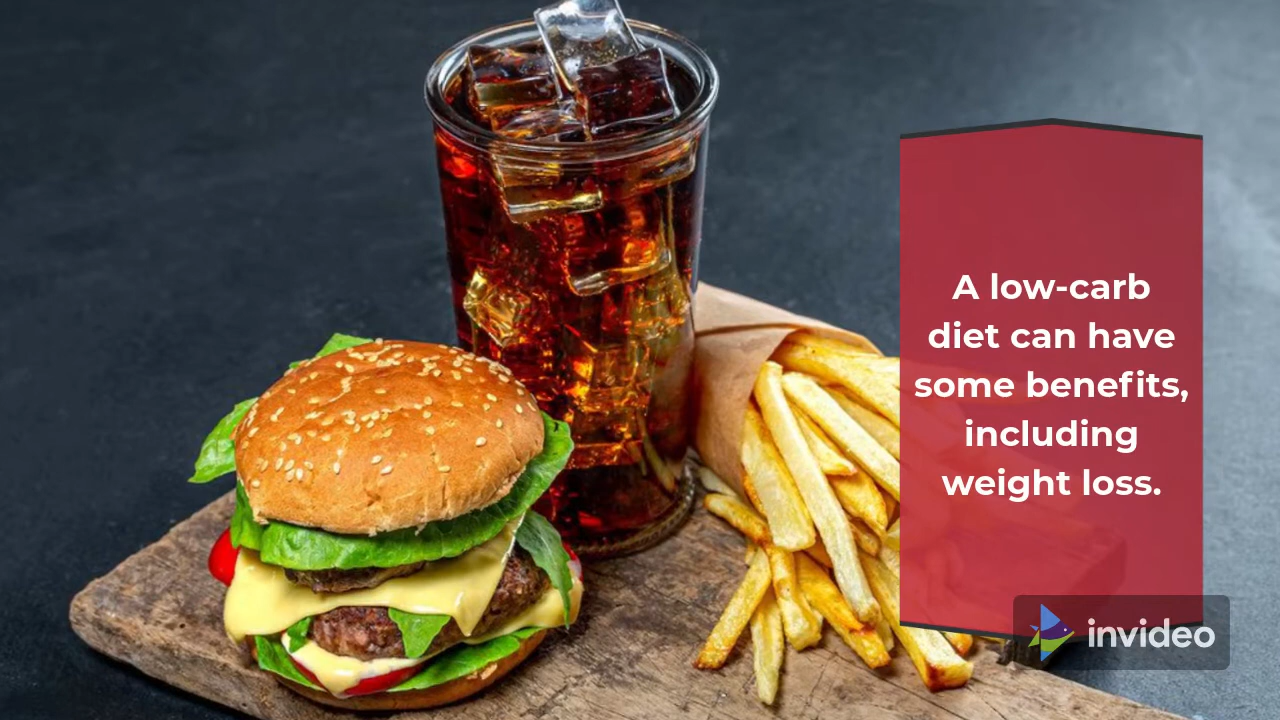 A low-carb
diet can have
some benefits,
including
weight loss.
invideo